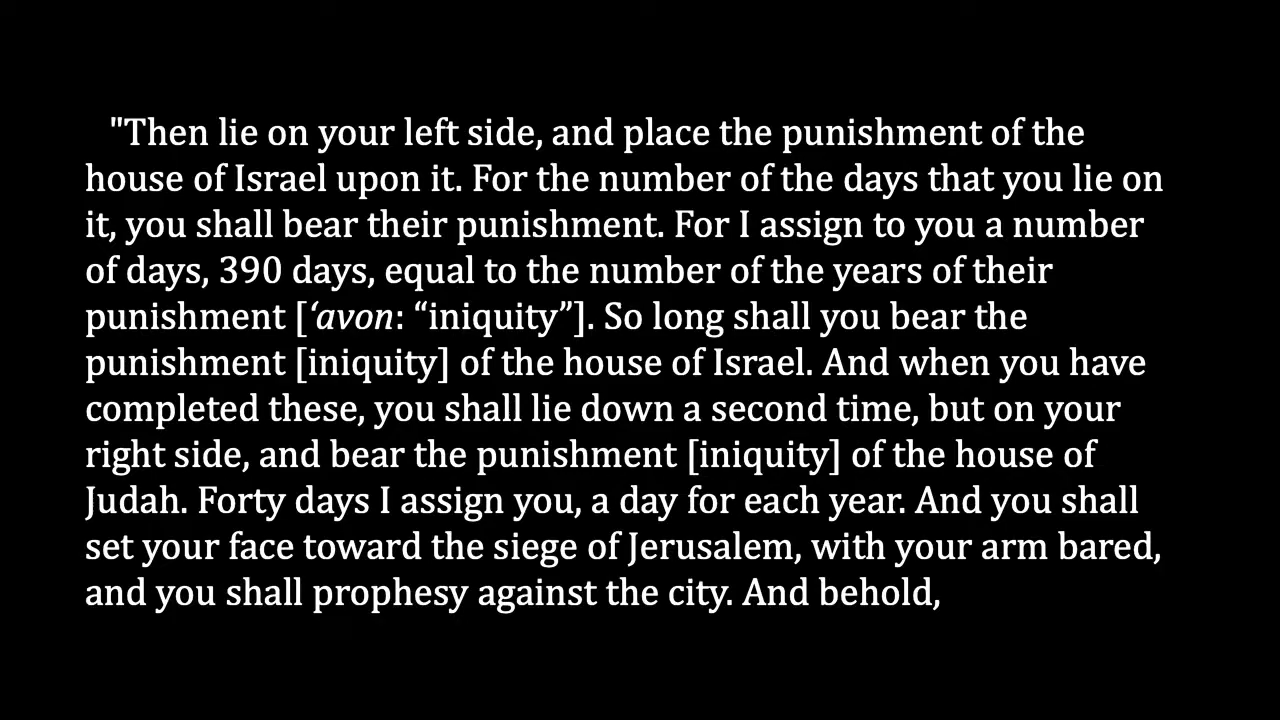 "Then lie on your left side, and place the punishment of the
house of Israel upon it. For the number of the days that you lie on
it, you shall bear their punishment. For I assign to you a number
of days, 390 days, equal to the number of the years of their
punishment [‘avon: “iniquity”]. So long shall you bear the
punishment [iniquity] of the house of Israel. And when you have
completed these, you shall lie down a second time, but on your
right side, and bear the punishment [iniquity] of the house of
Judah. Forty days I assign you, a day for each year. And you shall
set your face toward the siege of Jerusalem, with your arm bared,
and you shall prophesy against the city. And behold,